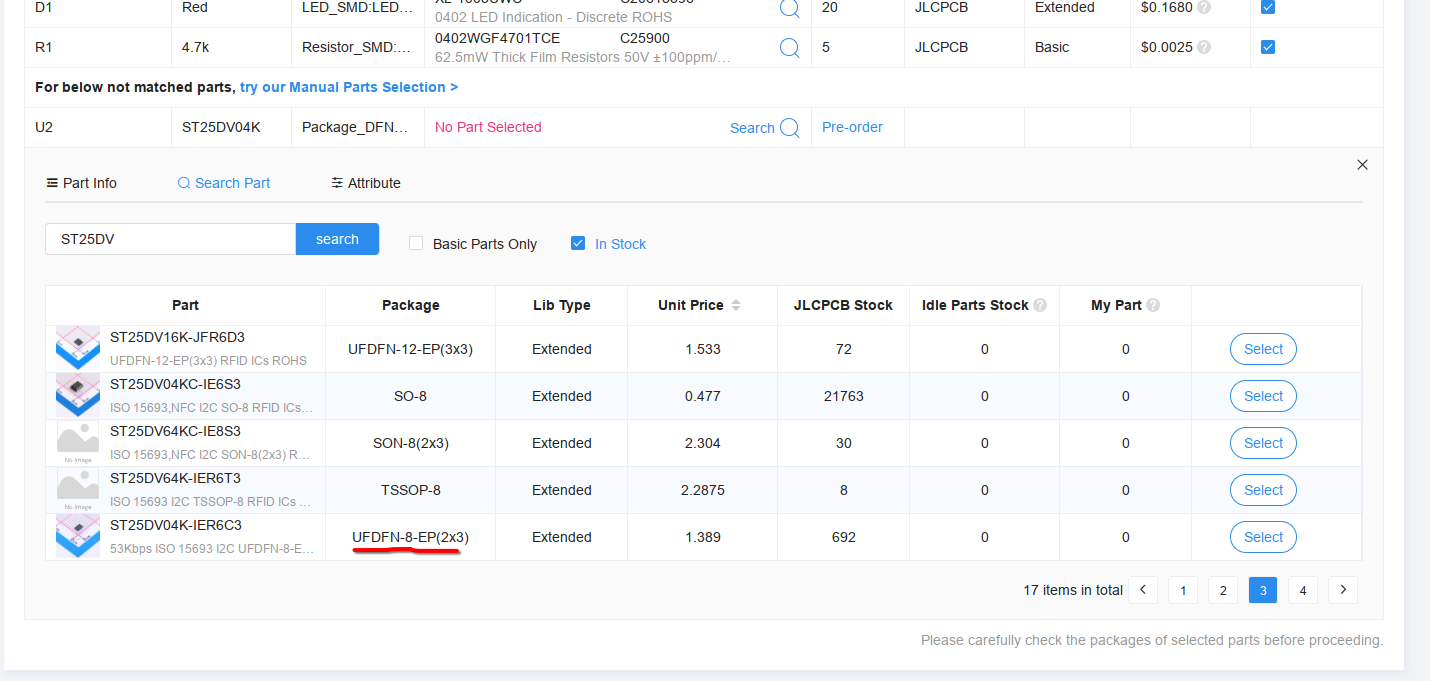 D1 Red LED_SMD:LED... 20 JLCPCB Extended $0.1680 ?
0402 LED Indication - Discrete ROHS
R1 4.7k Resistor_SMD:... 0402WGF4701TCE C25900 5 JLCPCB Basic $0.0025 ?
62.5mW Thick Film Resistors 50V ±100ppm/...
For below not matched parts, try our Manual Parts Selection >
U2 ST25DV04K Package_DFN... No Part Selected Search Pre-order
Part Info Search Part Attribute
ST25DV search Basic Parts Only In Stock
Part Package Lib Type Unit Price JLCPCB Stock Idle Parts Stock ? My Part ?
ST25DV16K-JFR6D3
UFDFN-12-EP(3x3) RFID ICs ROHS
UFDFN-12-EP(3x3) Extended 1.533 72 0 0 Select
ST25DV04KC-IE6S3
ISO 15693,NFC I2C SO-8 RFID ICs...
SO-8 Extended 0.477 21763 0 0 Select
ST25DV64KC-IE8S3
No Image ISO 15693,NFC I2C SON-8(2x3) R...
SON-8(2x3) Extended 2.304 30 0 0 Select
ST25DV64K-IER6T3
No Image ISO 15693 I2C TSSOP-8 RFID ICs ...
TSSOP-8 Extended 2.2875 8 0 0 Select
ST25DV04K-IER6C3
53Kbps ISO 15693 I2C UFDFN-8-E...
UFDFN-8-EP(2x3) Extended 1.389 692 0 0 Select
17 items in total < 1 2 3 4 >
Please carefully check the packages of selected parts before proceeding.